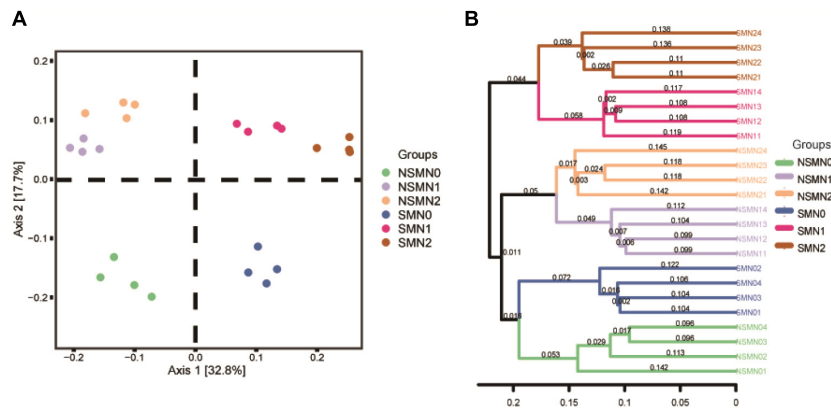 A
B
0.2
0.1
0.0
-0.1
-0.2
Axis 2 [17.7%]
-0.2
-0.1
0.0
0.1
0.2
Axis 1 [32.8%]
Groups
NSMN0
NSMN1
NSMN2
SMN0
SMN1
SMN2
0.138 SMN24
0.039
0.002 0.136 SMN23
0.11 SMN22
0.026
0.11 SMN21
0.044
0.117 SMN14
0.002
0.108 SMN13
0.009
0.058 0.108 SMN12
0.119 SMN11
0.145 NSMN24
0.017 0.118 NSMN23
0.024
0.003 0.118 NSMN22
0.142 NSMN21
0.05
0.112 NSMN14
0.049 0.104 NSMN13
0.007
0.099 NSMN12
0.006
0.099 NSMN11
0.011
0.122 SMN02
0.072
0.106 SMN04
0.016
0.104 SMN03
0.002
0.104 SMN01
0.096 NSMN04
0.017
0.096 NSMN03
0.029
0.113 NSMN02
0.053
0.142 NSMN01
0.2
0.15
0.1
0.05
0
Groups
NSMN0
NSMN1
NSMN2
SMN0
SMN1
SMN2